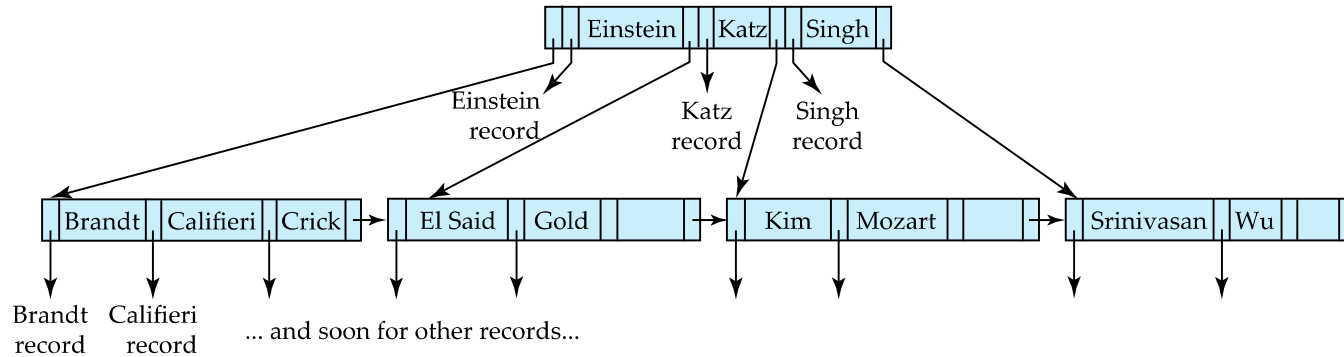 Einstein Katz Singh
Einstein
record
Katz
record
Singh
record
Brandt Califieri Crick El Said Gold Kim Mozart Srinivasan Wu
Brandt
record
Califieri
record
... and soon for other records...